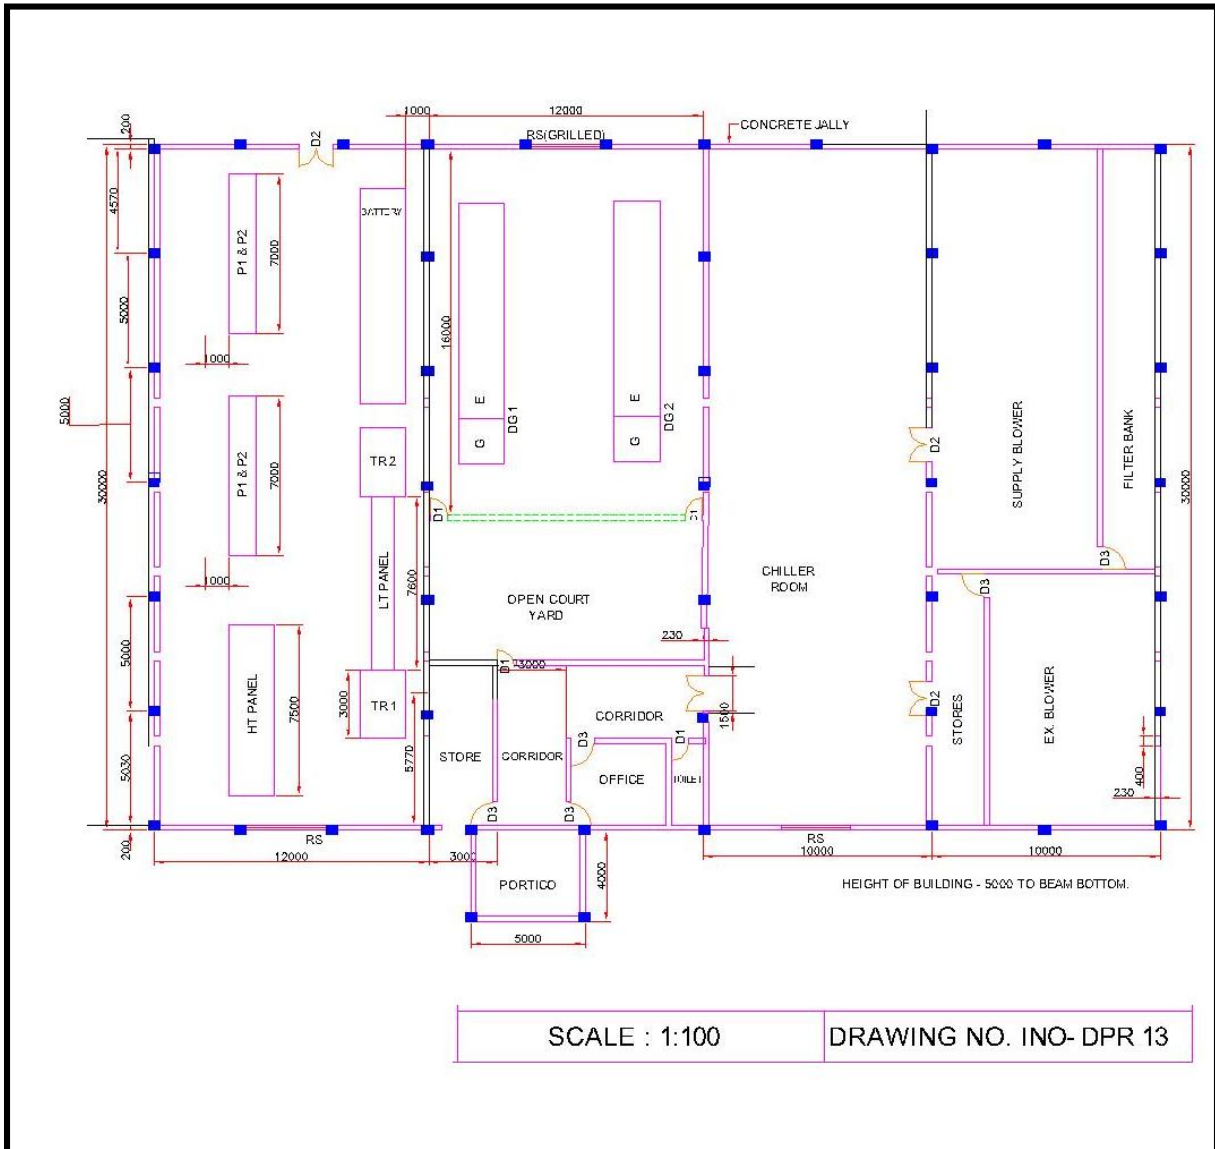 1000
12000
200
D2
RS(GRILLED)
CONCRETE JALLY
4570
BATTERY
P1 & P2
7000
5000
16000
1000
E
E
5000
G
DG 1
G
DG 2
D2
SUPPLY BLOWER
FILTER BANK
30000
P1 & P2
7000
TR 2
30000
D1
D1
1000
LT PANEL
7600
CHILLER
ROOM
D3
D3
OPEN COURT
YARD
230
5000
HT PANEL
7500
D1
3000
3000
TR 1
1500
D2
STORES
EX. BLOWER
CORRIDOR
D1
D3
5030
5770
STORE
CORRIDOR
OFFICE
TOILET
400
230
D3
D3
200
RS
RS
12000
3000
10000
10000
PORTICO
4000
HEIGHT OF BUILDING - 5000 TO BEAM BOTTOM.
5000
SCALE : 1:100
DRAWING NO. INO- DPR 13